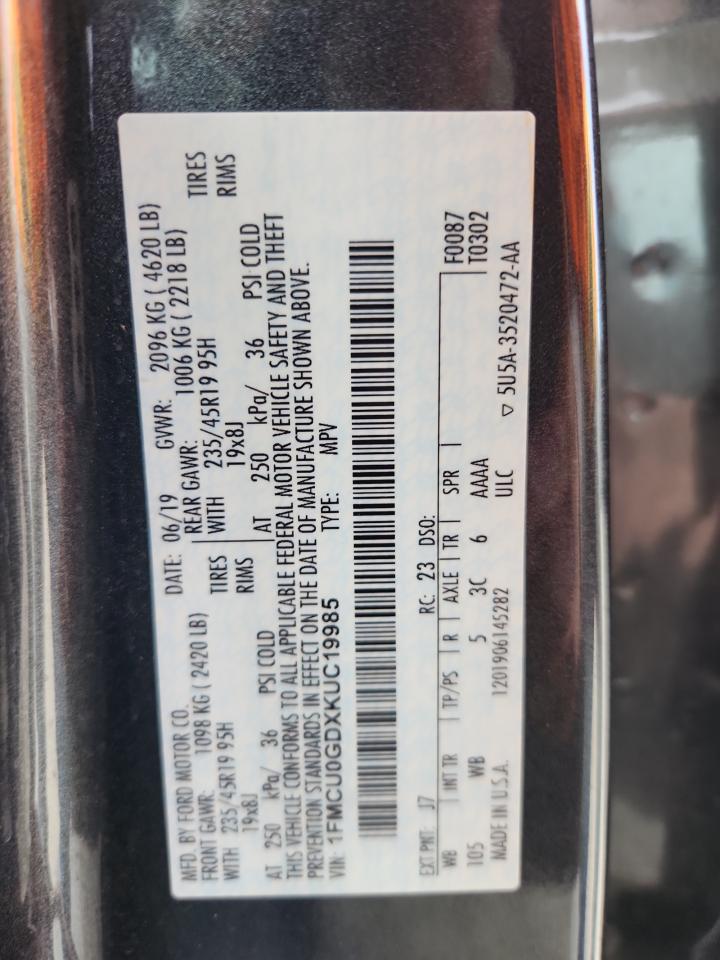 MFD. BY FORD MOTOR CO. DATE: 06/19 GVWR: 2096 KG ( 4620 LB)
FRONT GAWR: 1098 KG ( 2420 LB) REAR GAWR: 1006 KG ( 2218 LB)
WITH 235/45R19 95H TIRES WITH 235/45R19 95H TIRES
19x8J RIMS 19x8J RIMS
AT 250 kPa/ 36 PSI COLD AT 250 kPa/ 36 PSI COLD
THIS VEHICLE CONFORMS TO ALL APPLICABLE FEDERAL MOTOR VEHICLE SAFETY AND THEFT
PREVENTION STANDARDS IN EFFECT ON THE DATE OF MANUFACTURE SHOWN ABOVE.
VIN: 1FMCU0GDXKUC19985 TYPE: MPV
EXT PNT: J7 RC: 23 DSO: F0087
WB INT TR TP/PS R AXLE TR SPR T0302
105 WB 5 3C 6 AAAA
MADE IN U.S.A. 1201906145282 ULC ▽ 5U5A-3520472-AA